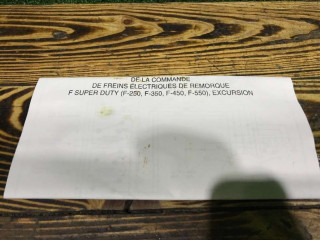 DE LA COMMANDE
DE FREINS ÉLECTRIQUES DE REMORQUE
F SUPER DUTY (F-250, F-350, F-450, F-550), EXCURSION